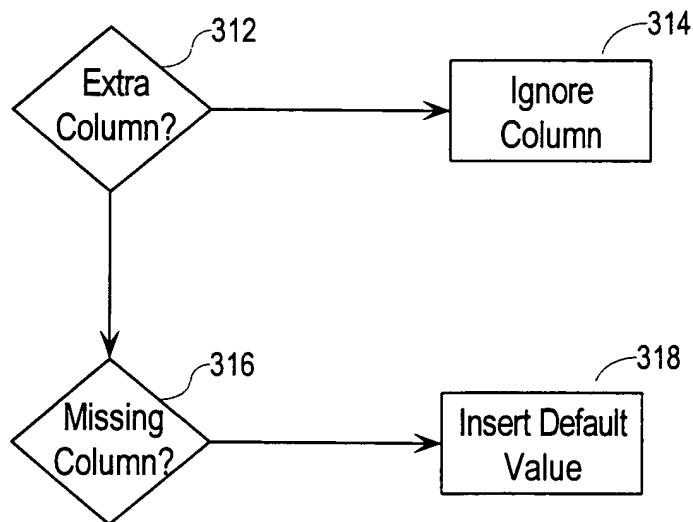 312
Extra
Column?
314
Ignore
Column
316
Missing
Column?
318
Insert Default
Value